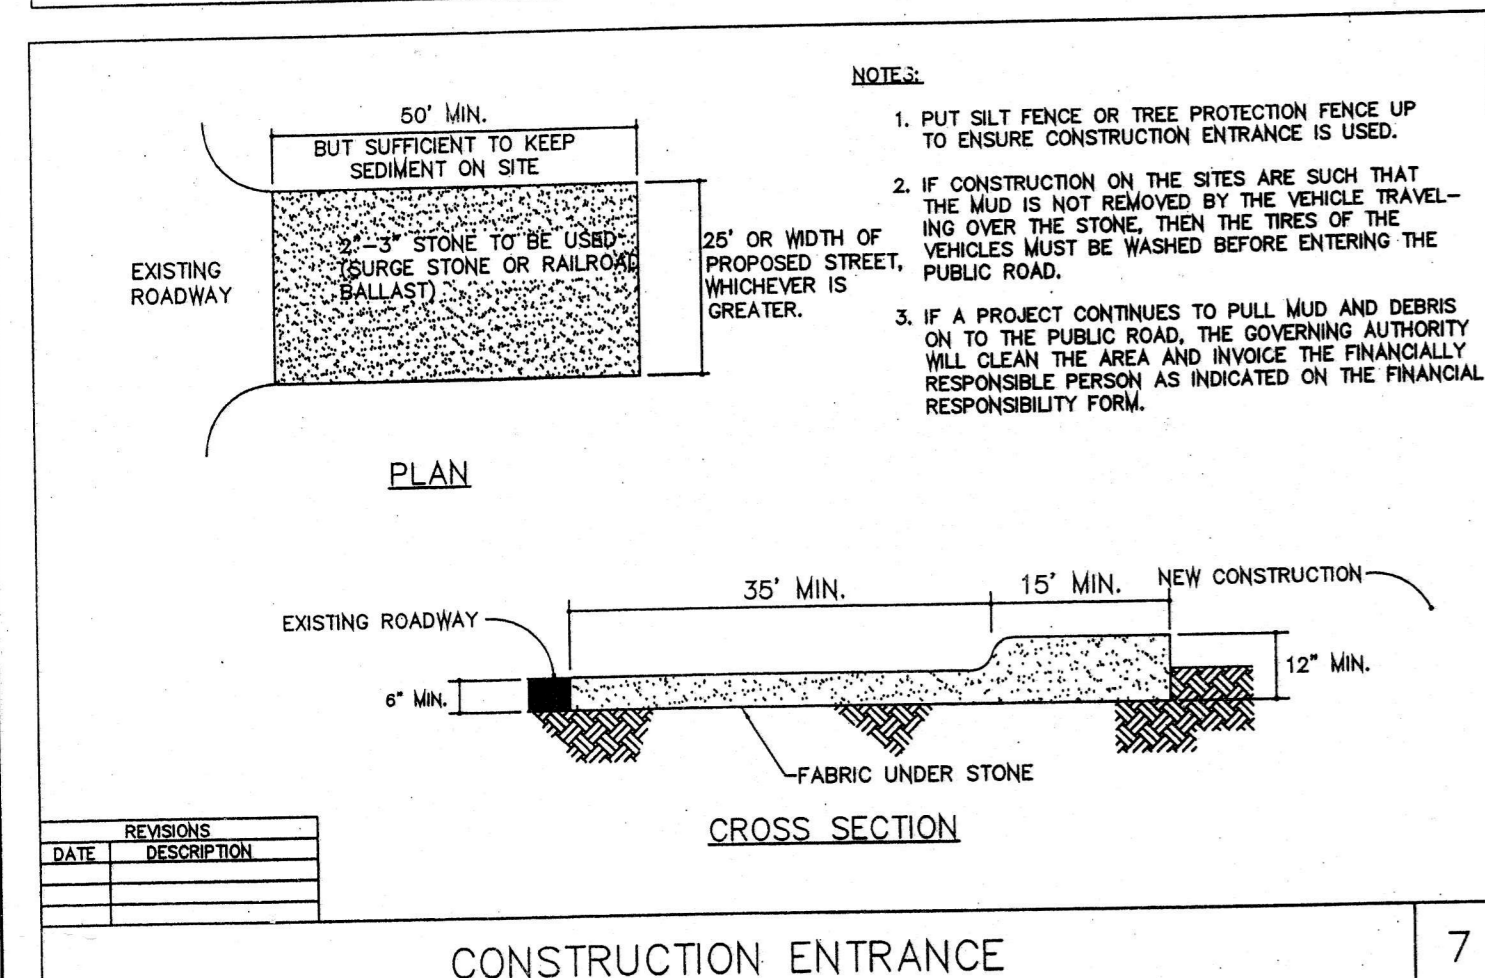 50' MIN.
BUT SUFFICIENT TO KEEP
SEDIMENT ON SITE
2"-3" STONE TO BE USED
(SURGE STONE OR RAILROAD
BALLAST)
EXISTING
ROADWAY
25' OR WIDTH OF
PROPOSED STREET,
WHICHEVER IS
GREATER.
PLAN
NOTES:
1. PUT SILT FENCE OR TREE PROTECTION FENCE UP
TO ENSURE CONSTRUCTION ENTRANCE IS USED.
2. IF CONSTRUCTION ON THE SITES ARE SUCH THAT
THE MUD IS NOT REMOVED BY THE VEHICLE TRAVEL-
ING OVER THE STONE, THEN THE TIRES OF THE
VEHICLES MUST BE WASHED BEFORE ENTERING THE
PUBLIC ROAD.
3. IF A PROJECT CONTINUES TO PULL MUD AND DEBRIS
ON TO THE PUBLIC ROAD, THE GOVERNING AUTHORITY
WILL CLEAN THE AREA AND INVOICE THE FINANCIALLY
RESPONSIBLE PERSON AS INDICATED ON THE FINANCIAL
RESPONSIBILITY FORM.
35' MIN.
15' MIN.
NEW CONSTRUCTION
EXISTING ROADWAY
6" MIN.
12" MIN.
FABRIC UNDER STONE
CROSS SECTION
REVISIONS
DATE DESCRIPTION
CONSTRUCTION ENTRANCE
7